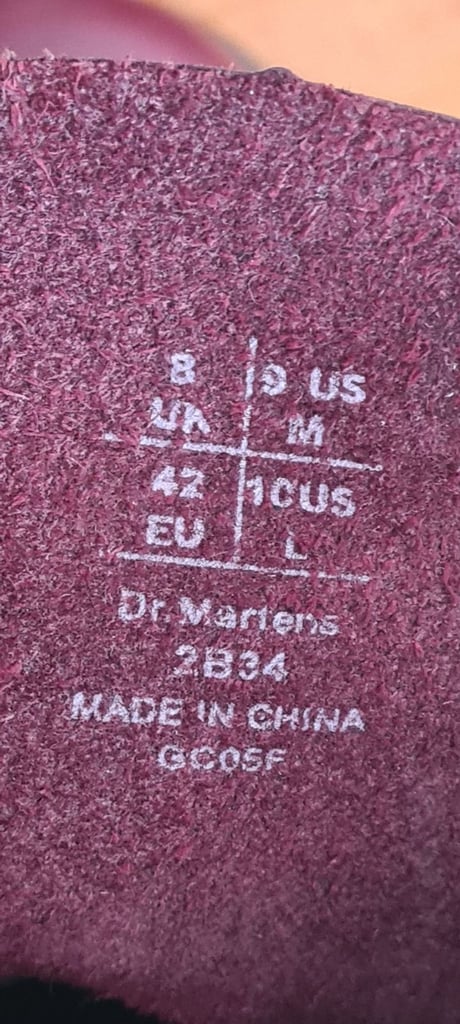 8 9 US
UK M
42 10US
EU L
Dr. Martens
2B34
MADE IN CHINA
GC05F